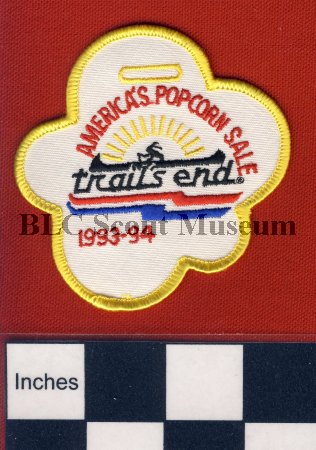 AMERICA'S POPCORN SALE
trail's end®
BLC Scout Museum
1993-94
Inches